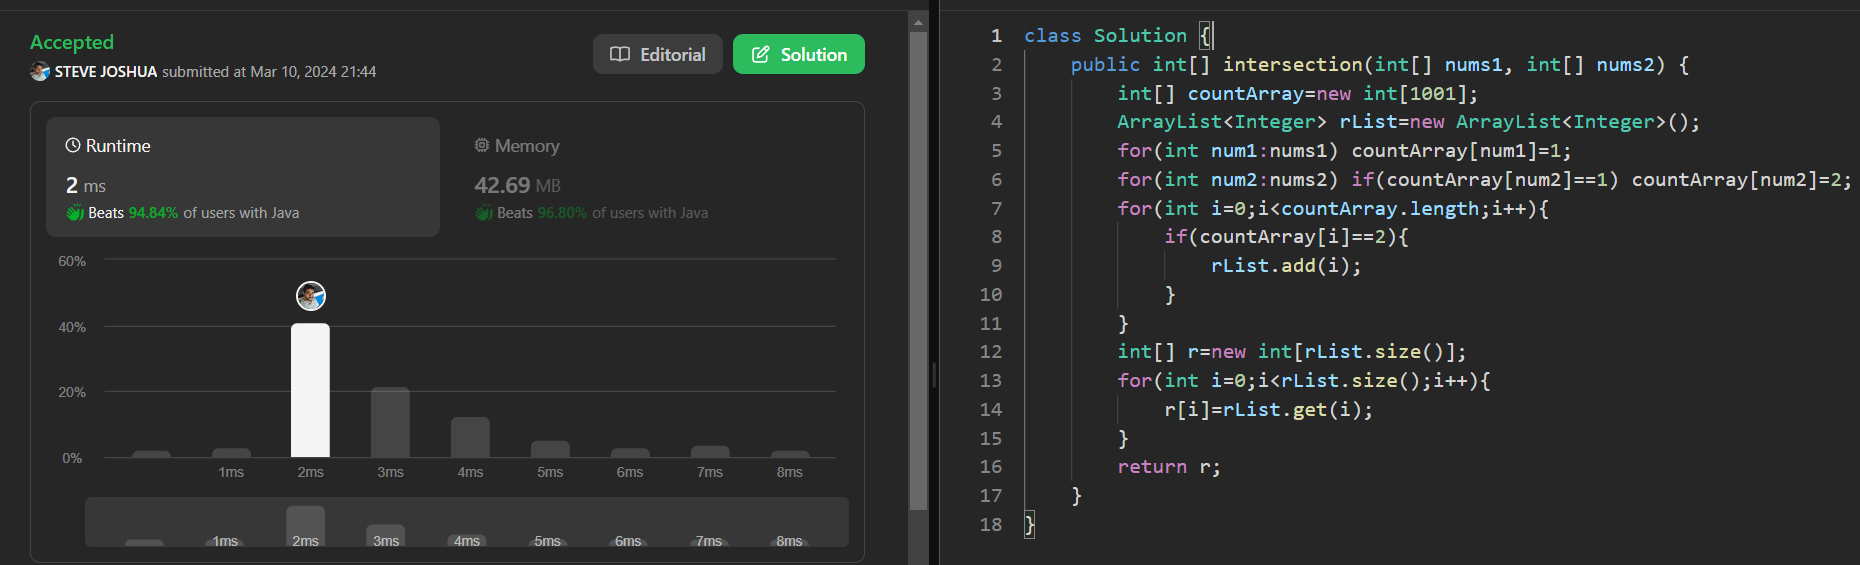 Accepted
STEVE JOSHUA submitted at Mar 10, 2024 21:44
Editorial
Solution
Runtime
2 ms
Beats 94.84% of users with Java
Memory
42.69 MB
Beats 96.80% of users with Java
60%
40%
20%
0%
1ms 2ms 3ms 4ms 5ms 6ms 7ms 8ms
1ms 2ms 3ms 4ms 5ms 6ms 7ms 8ms
1 class Solution {
2     public int[] intersection(int[] nums1, int[] nums2) {
3         int[] countArray=new int[1001];
4         ArrayList<Integer> rList=new ArrayList<Integer>();
5         for(int num1:nums1) countArray[num1]=1;
6         for(int num2:nums2) if(countArray[num2]==1) countArray[num2]=2;
7         for(int i=0;i<countArray.length;i++){
8             if(countArray[i]==2){
9                 rList.add(i);
10             }
11         }
12         int[] r=new int[rList.size()];
13         for(int i=0;i<rList.size();i++){
14             r[i]=rList.get(i);
15         }
16         return r;
17     }
18 }